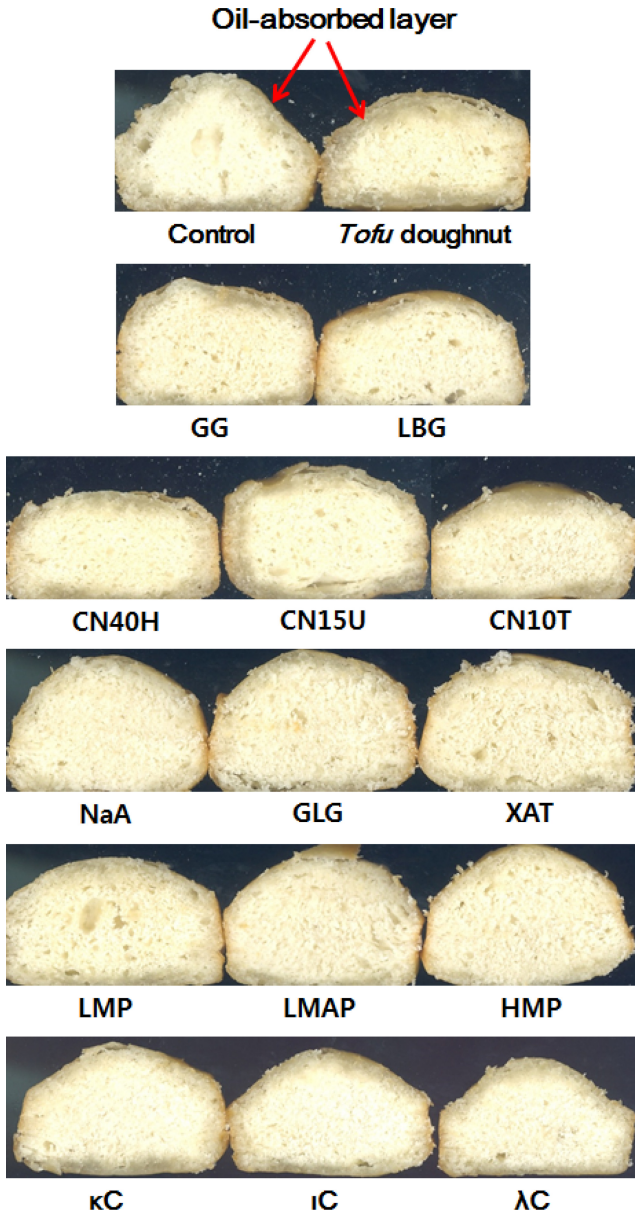 Oil-absorbed layer
Control Tofu doughnut
GG LBG
CN40H CN15U CN10T
NaA GLG XAT
LMP LMAP HMP
κC ιC λC